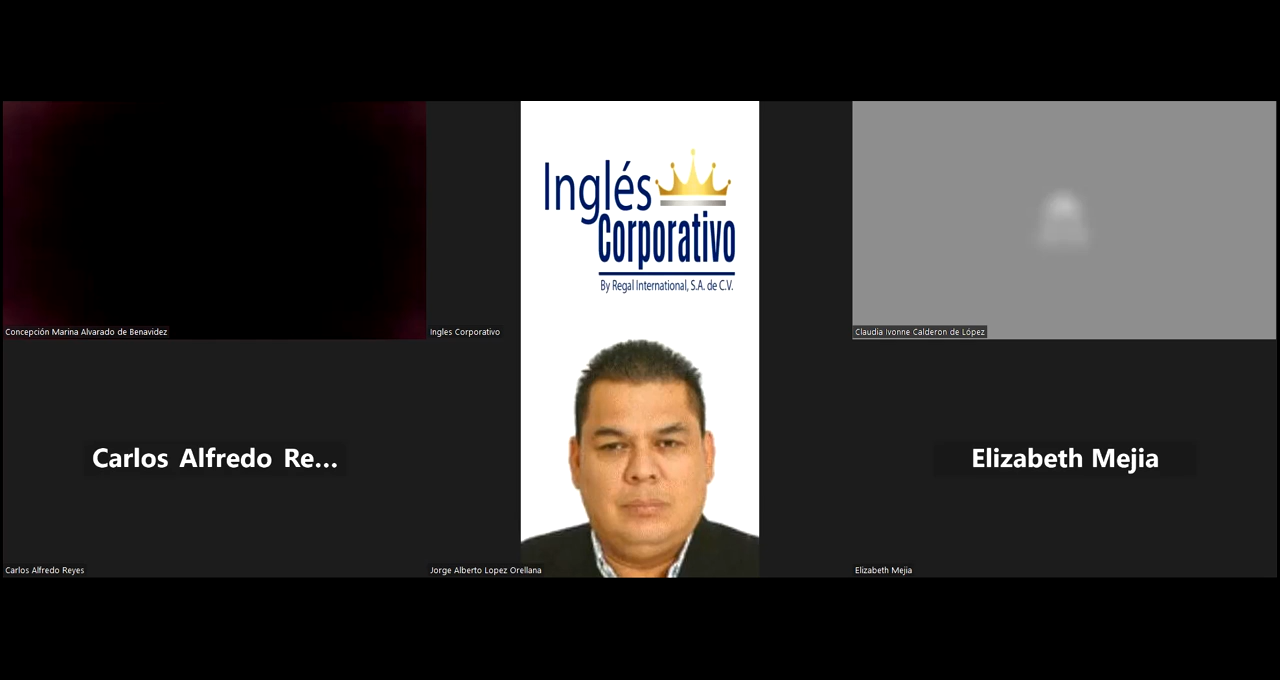 Inglés
Corporativo
By Regal International, S.A. de C.V.
Concepción Marina Alvarado de Benavidez
Ingles Corporativo
Claudia Ivonne Calderon de López
Carlos Alfredo Re...
Elizabeth Mejia
Carlos Alfredo Reyes
Jorge Alberto Lopez Orellana
Elizabeth Mejia